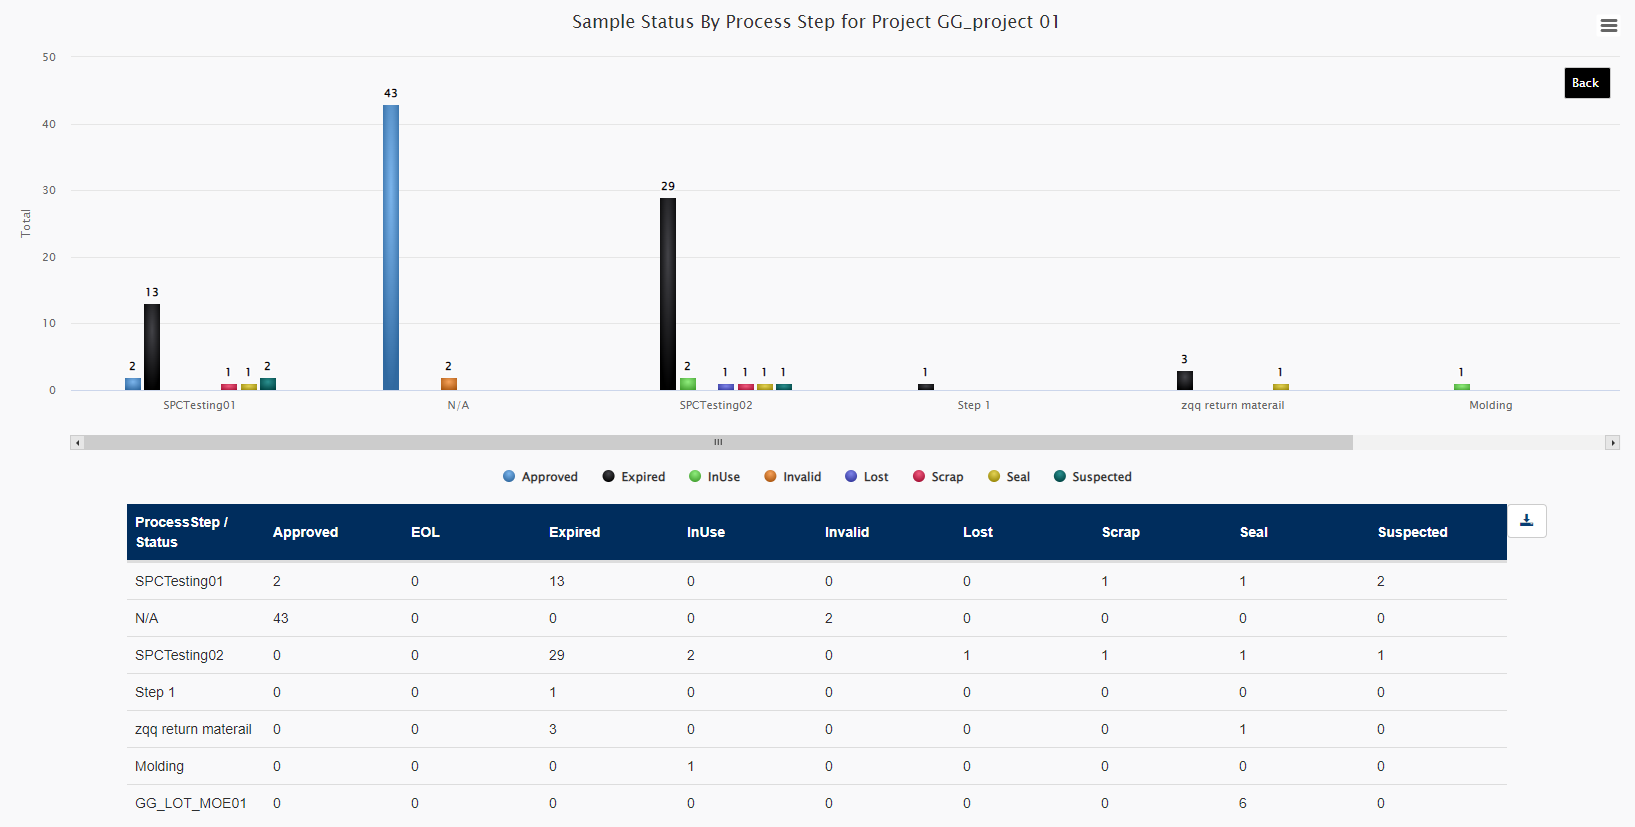 Sample Status By Process Step for Project GG_project 01
50
Back
43
40
29
30
Total
20
13
10
2 1 1 2 2 2 1 1 1 1 1 3 1 1
0
SPCTesting01 N/A SPCTesting02 Step 1 zqq return materail Molding
Approved Expired InUse Invalid Lost Scrap Seal Suspected
ProcessStep / Status Approved EOL Expired InUse Invalid Lost Scrap Seal Suspected
SPCTesting01 2 0 13 0 0 0 1 1 2
N/A 43 0 0 0 2 0 0 0 0
SPCTesting02 0 0 29 2 0 1 1 1 1
Step 1 0 0 1 0 0 0 0 0 0
zqq return materail 0 0 3 0 0 0 0 1 0
Molding 0 0 0 1 0 0 0 0 0
GG_LOT_MOE01 0 0 0 0 0 0 0 6 0